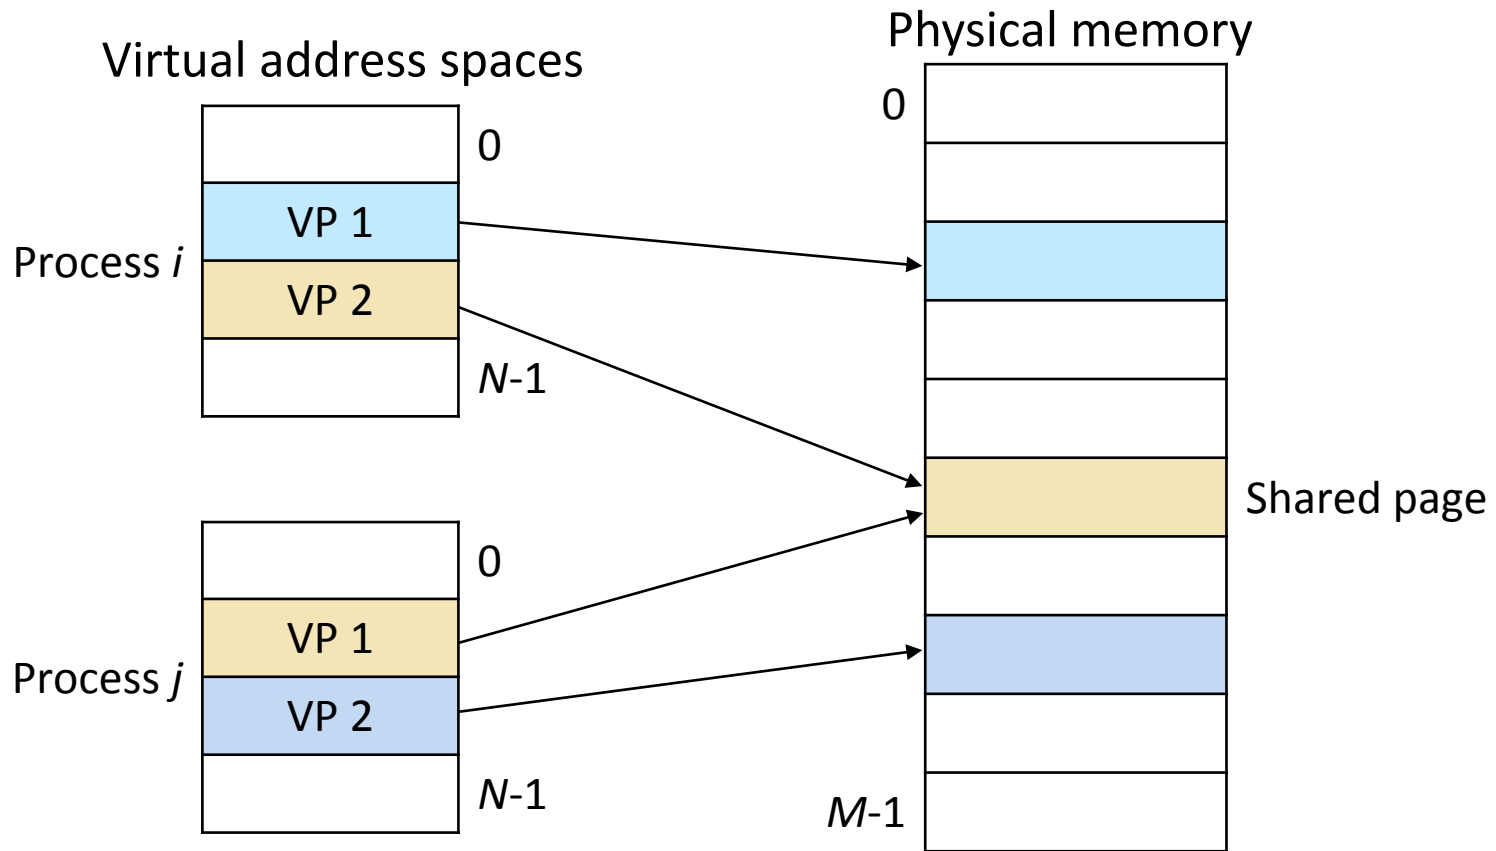 Virtual address spaces
Physical memory
0
0
VP 1
Process i
VP 2
N-1
Shared page
0
VP 1
Process j
VP 2
N-1
M-1